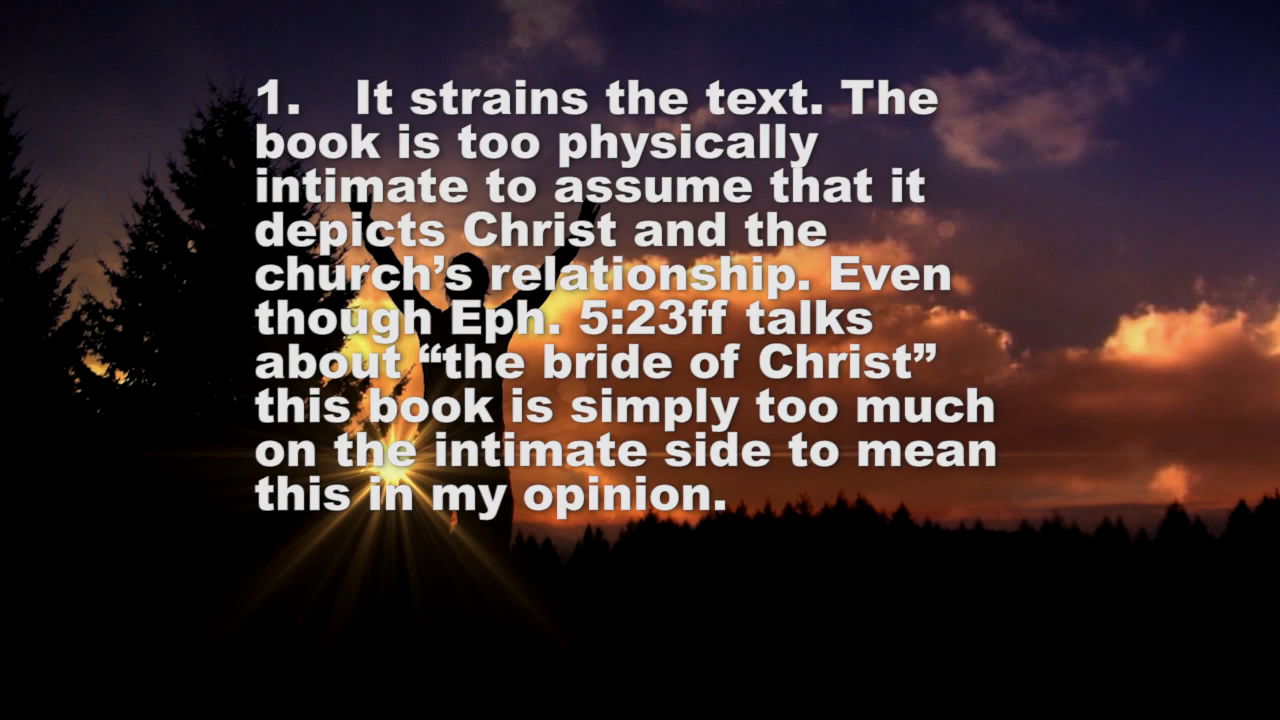 1. It strains the text. The
book is too physically
intimate to assume that it
depicts Christ and the
church’s relationship. Even
though Eph. 5:23ff talks
about “the bride of Christ”
this book is simply too much
on the intimate side to mean
this in my opinion.